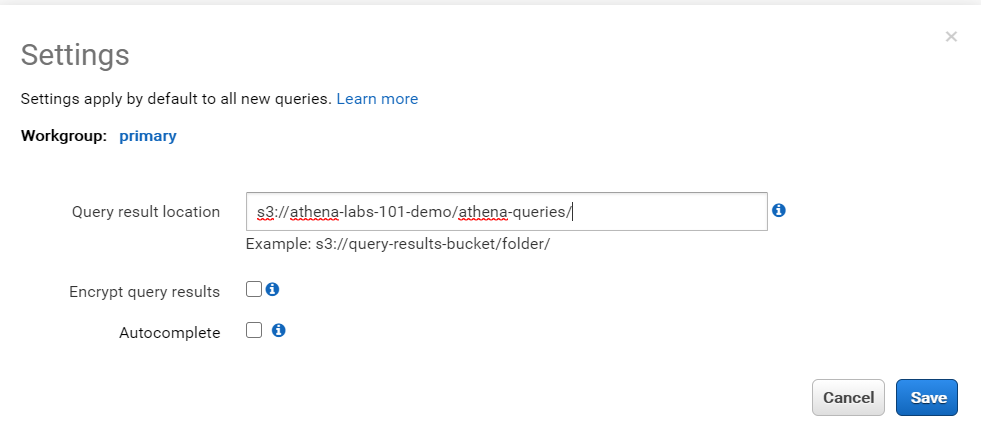 Settings
Settings apply by default to all new queries. Learn more
Workgroup: primary
Query result location s3://athena-labs-101-demo/athena-queries/
Example: s3://query-results-bucket/folder/
Encrypt query results
Autocomplete
Cancel Save